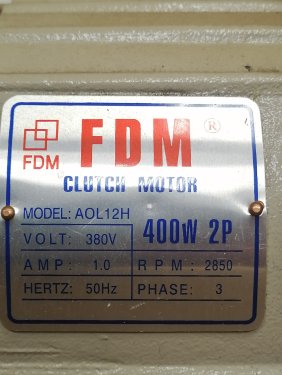 FDM ®
FDM
CLUTCH MOTOR
MODEL: AOL12H
400W 2P
VOLT: 380V
AMP: 1.0 RPM: 2850
HERTZ: 50Hz PHASE: 3